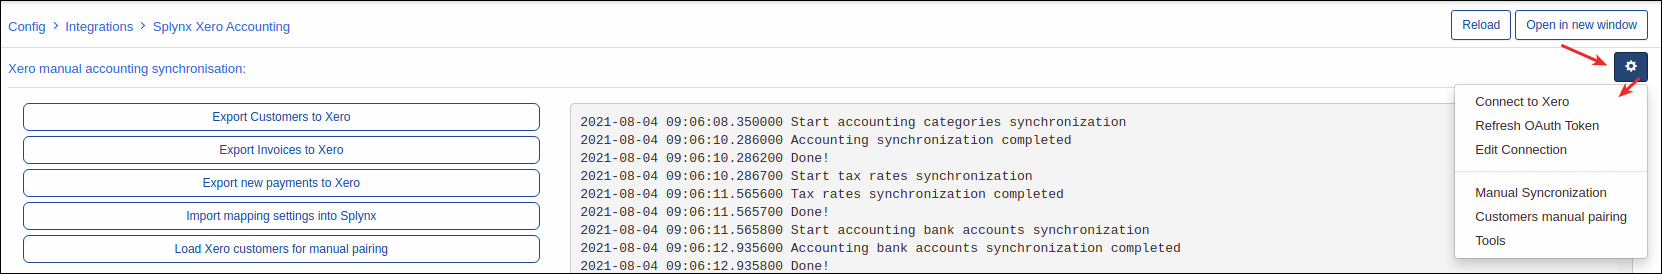 Config > Integrations > Splynx Xero Accounting
Reload
Open in new window
Xero manual accounting synchronisation:
Export Customers to Xero
Export Invoices to Xero
Export new payments to Xero
Import mapping settings into Splynx
Load Xero customers for manual pairing
2021-08-04 09:06:08.350000 Start accounting categories synchronization
2021-08-04 09:06:10.286000 Accounting synchronization completed
2021-08-04 09:06:10.286200 Done!
2021-08-04 09:06:10.286700 Start tax rates synchronization
2021-08-04 09:06:11.565600 Tax rates synchronization completed
2021-08-04 09:06:11.565700 Done!
2021-08-04 09:06:11.565800 Start accounting bank accounts synchronization
2021-08-04 09:06:12.935600 Accounting bank accounts synchronization completed
2021-08-04 09:06:12.935800 Done!
Connect to Xero
Refresh OAuth Token
Edit Connection
Manual Syncronization
Customers manual pairing
Tools